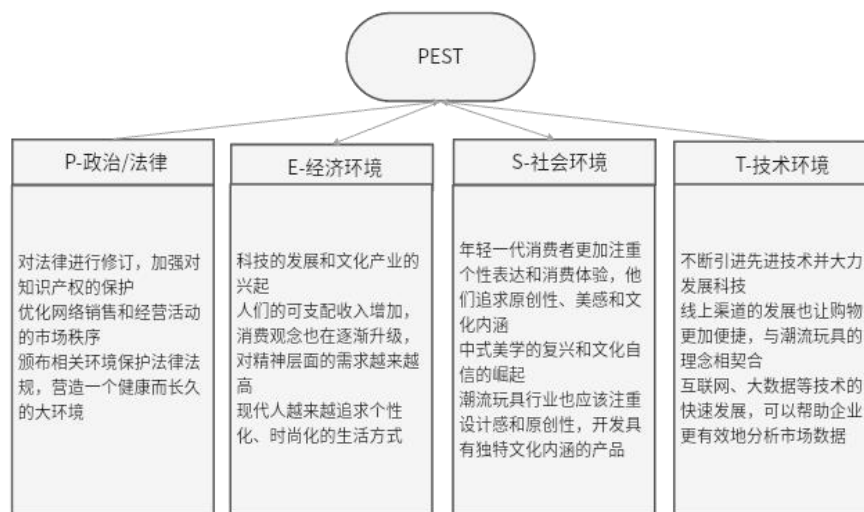 PEST
P-政治/法律
对法律进行修订，加强对
知识产权的保护
优化网络销售和经营活动
的市场秩序
颁布相关环境保护法律法
规，营造一个健康而长久
的大环境
E-经济环境
科技的发展和文化产业的
兴起
人们的可支配收入增加，
消费观念也在逐渐升级，
对精神层面的需求越来越
高
现代人越来越追求个性
化、时尚化的生活方式
S-社会环境
年轻一代消费者更加注重
个性表达和消费体验，他
们追求原创性、美感和文
化内涵
中式美学的复兴和文化自
信的崛起
潮流玩具行业也应该注重
设计感和原创性，开发具
有独特文化内涵的产品
T-技术环境
不断引进先进技术并大力
发展科技
线上渠道的发展也让购物
更加便捷，与潮流玩具的
理念相契合
互联网、大数据等技术的
快速发展，可以帮助企业
更有效地分析市场数据